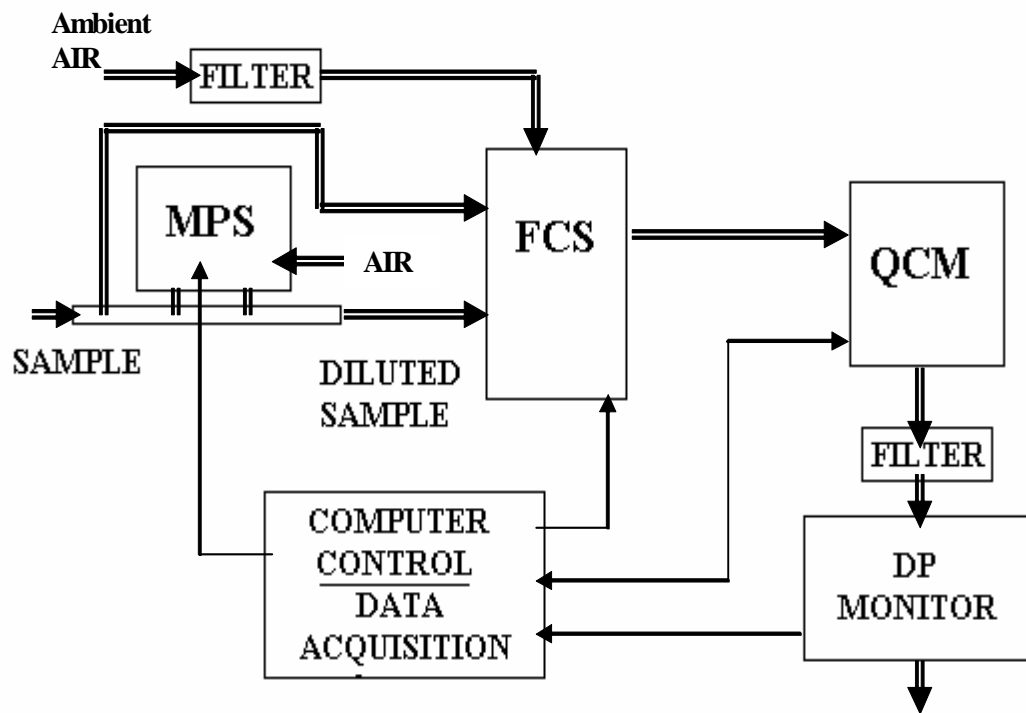 Ambient
AIR
FILTER
MPS
AIR
FCS
QCM
SAMPLE
DILUTED
SAMPLE
FILTER
COMPUTER
CONTROL
DATA
ACQUISITION
DP
MONITOR